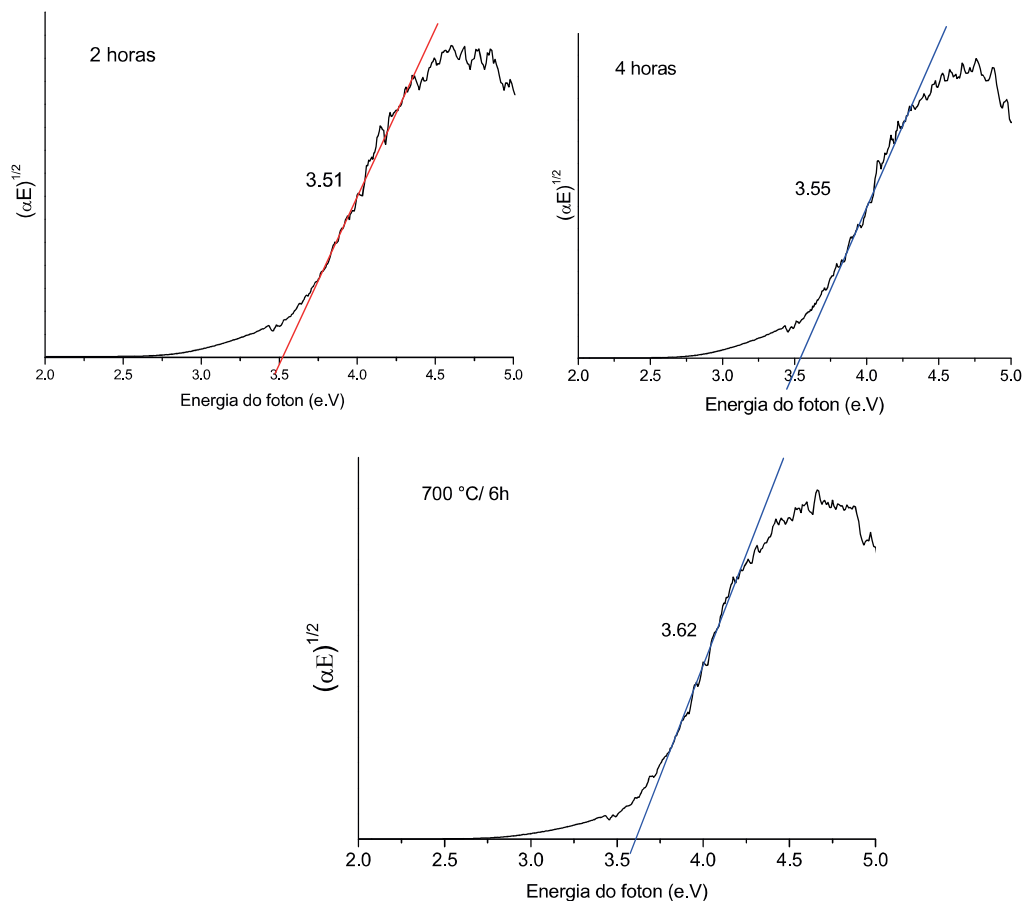 2 horas
3.51
(αE)^1/2
2.0 2.5 3.0 3.5 4.0 4.5 5.0
Energia do foton (e.V)
4 horas
3.55
(αE)^1/2
2.0 2.5 3.0 3.5 4.0 4.5 5.0
Energia do foton (e.V)
700 °C/ 6h
3.62
(αE)^1/2
2.0 2.5 3.0 3.5 4.0 4.5 5.0
Energia do foton (e.V)